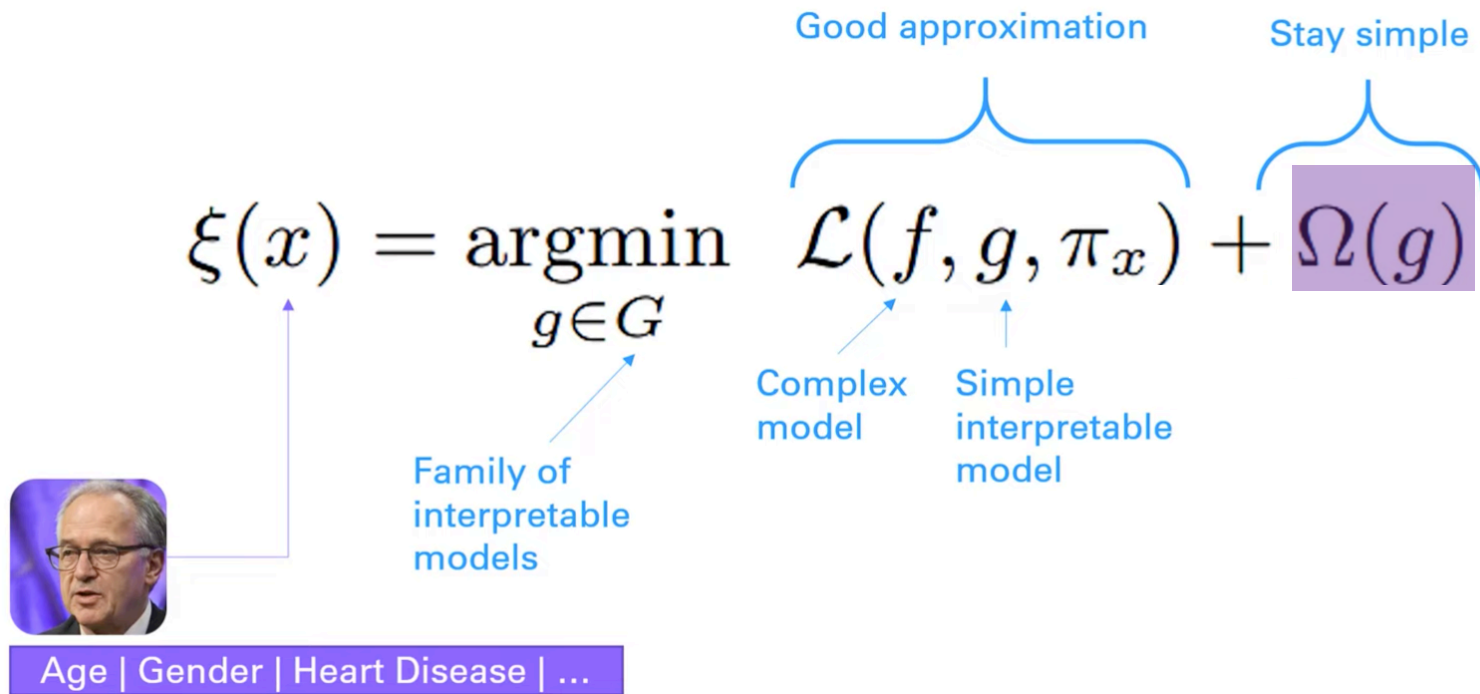 Good approximation
Stay simple
ξ(x) = argmin L(f, g, π_x) + Ω(g)
g∈G
Complex
model
Simple
interpretable
model
Family of
interpretable
models
Age | Gender | Heart Disease | ...